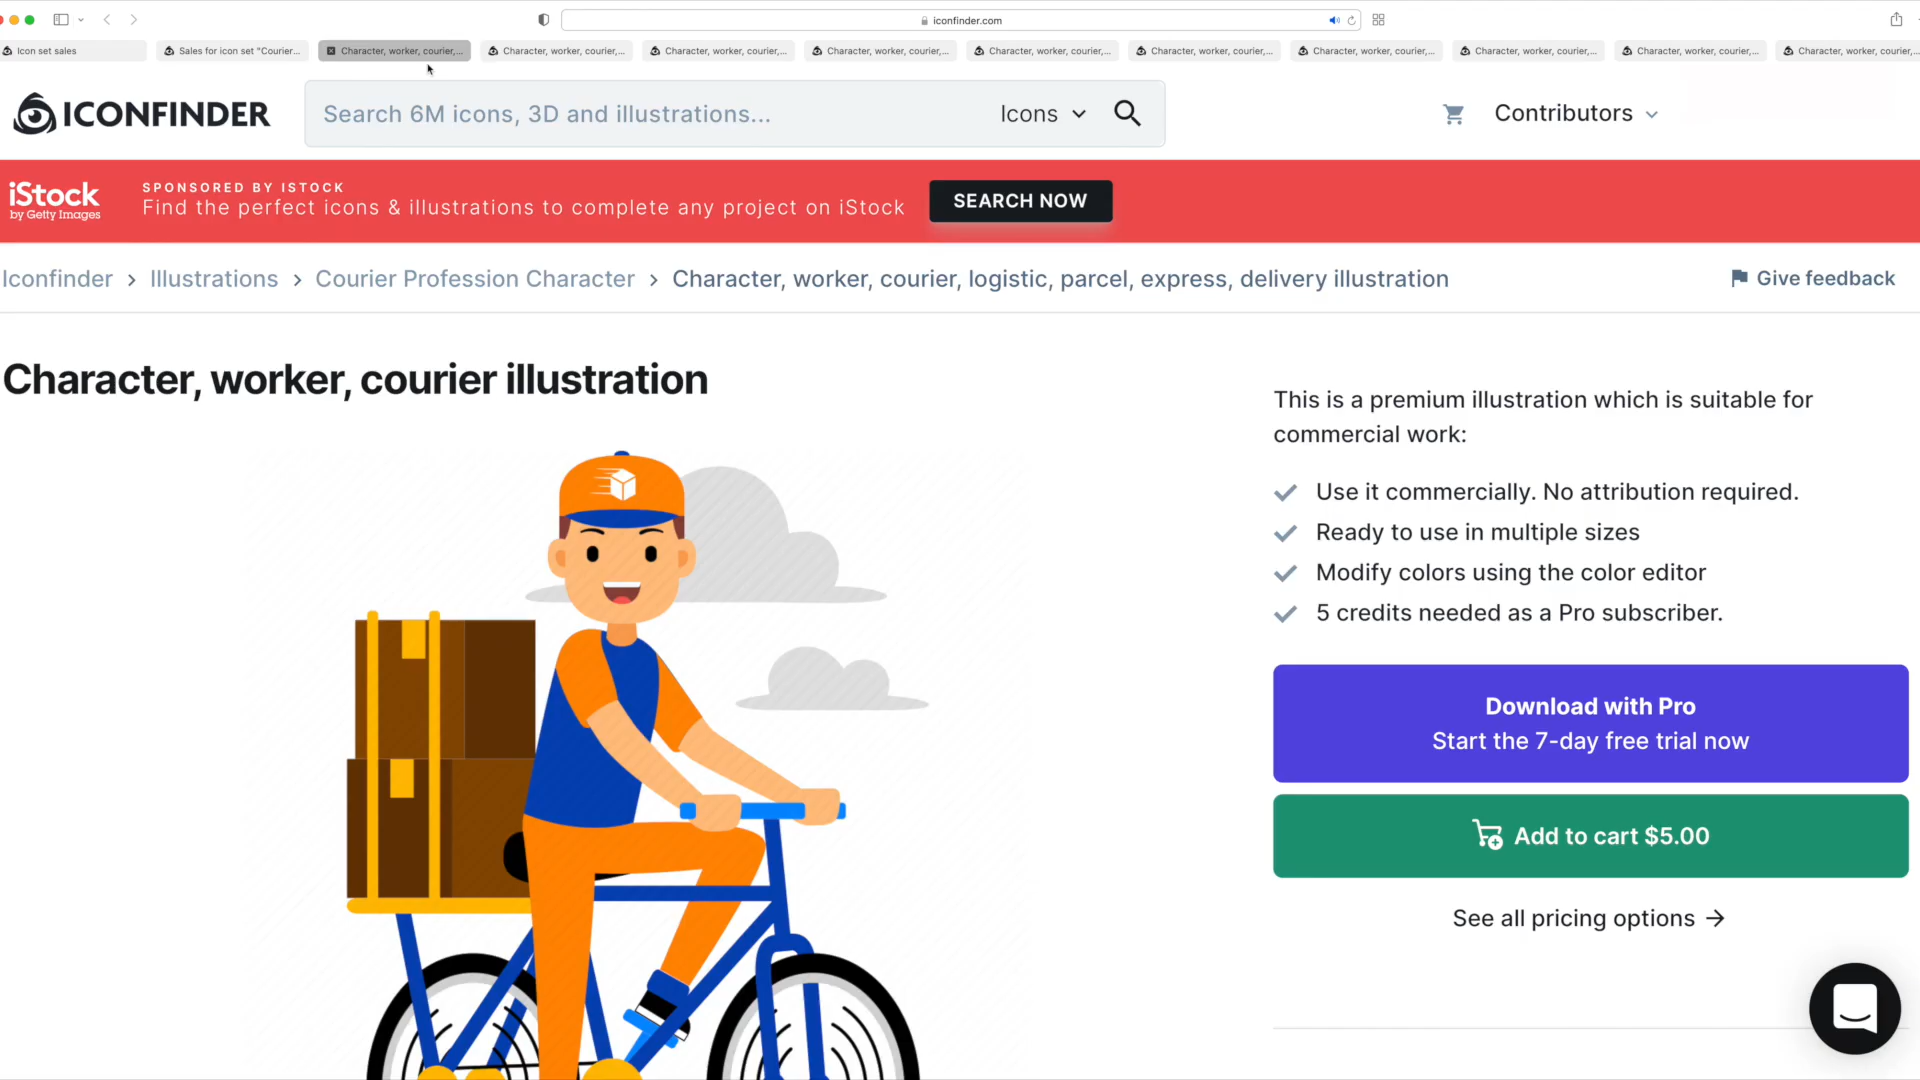 iconfinder.com
Icon set sales
Sales for icon set "Courier...
Character, worker, courier,...
Character, worker, courier,...
Character, worker, courier,...
Character, worker, courier,...
Character, worker, courier,...
Character, worker, courier,...
Character, worker, courier,...
Character, worker, courier,...
Character, worker, courier,...
Character, worker, courier,...
ICONFINDER
Search 6M icons, 3D and illustrations...
Icons
Contributors
iStock
by Getty Images
SPONSORED BY ISTOCK
Find the perfect icons & illustrations to complete any project on iStock
SEARCH NOW
Iconfinder > Illustrations > Courier Profession Character > Character, worker, courier, logistic, parcel, express, delivery illustration
Give feedback
Character, worker, courier illustration
This is a premium illustration which is suitable for
commercial work:
Use it commercially. No attribution required.
Ready to use in multiple sizes
Modify colors using the color editor
5 credits needed as a Pro subscriber.
Download with Pro
Start the 7-day free trial now
Add to cart $5.00
See all pricing options →